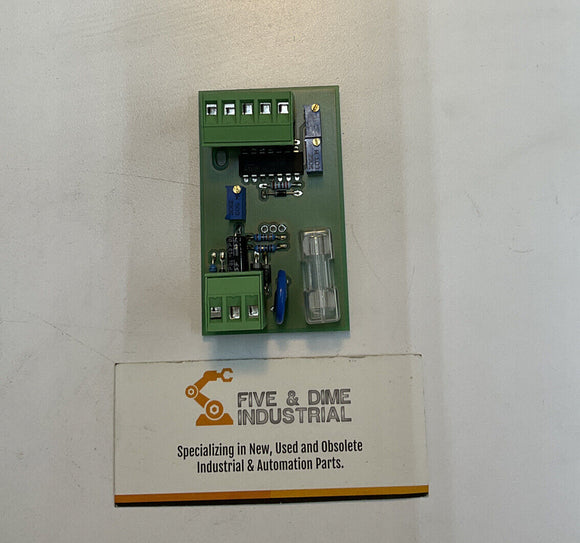 FIVE & DIME
INDUSTRIAL
Specializing in New, Used and Obsolete
Industrial & Automation Parts.